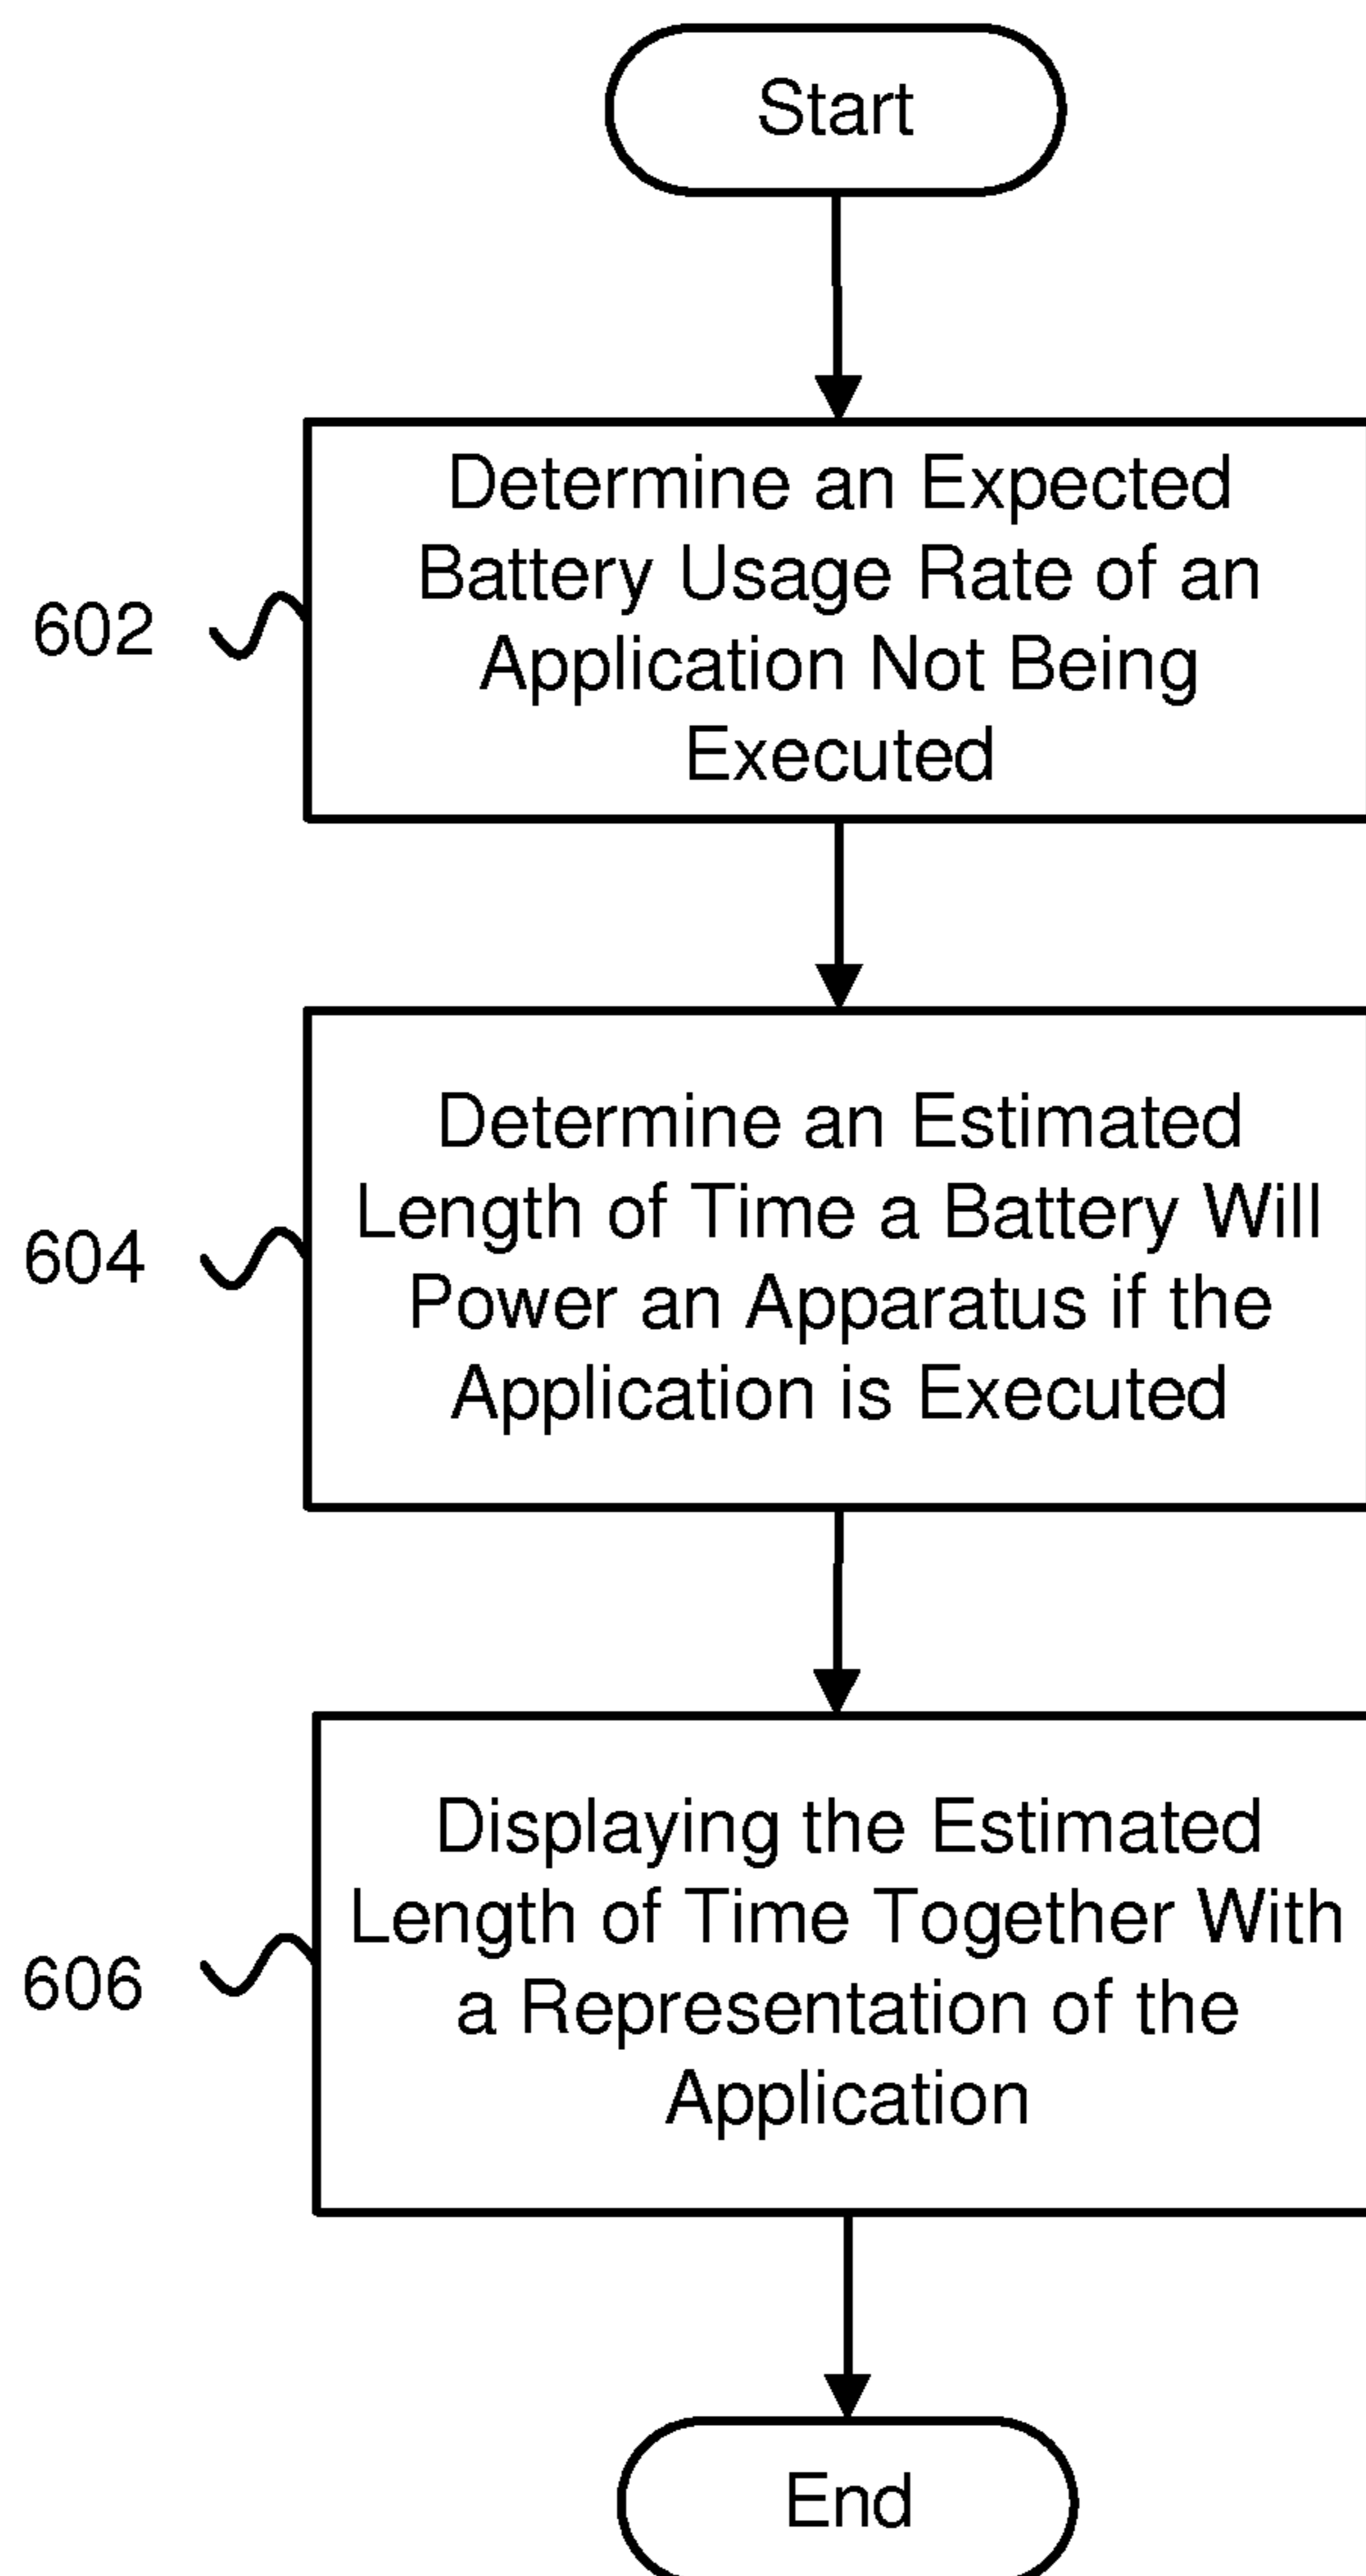 Start
Determine an Expected
Battery Usage Rate of an
Application Not Being
Executed
602
Determine an Estimated
Length of Time a Battery Will
Power an Apparatus if the
Application is Executed
604
Displaying the Estimated
Length of Time Together With
a Representation of the
Application
606
End